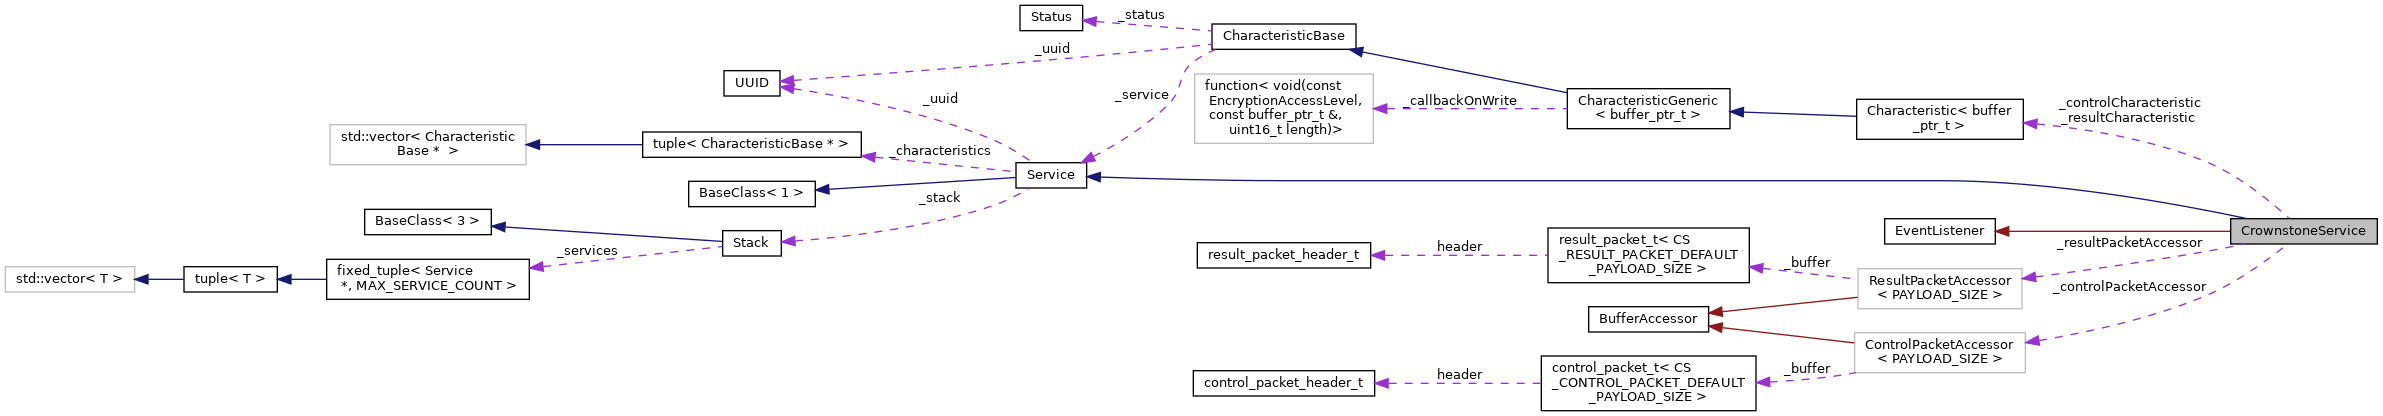 Status
_status
CharacteristicBase
_uuid
UUID
function< void(const
EncryptionAccessLevel,
const buffer_ptr_t &,
uint16_t length)>
_callbackOnWrite
CharacteristicGeneric
< buffer_ptr_t >
Characteristic< buffer
_ptr_t >
_controlCharacteristic
_resultCharacteristic
_service
_uuid
std::vector< Characteristic
Base * >
tuple< CharacteristicBase * >
_characteristics
Service
BaseClass< 1 >
_stack
BaseClass< 3 >
Stack
_services
std::vector< T >
tuple< T >
fixed_tuple< Service
*, MAX_SERVICE_COUNT >
EventListener
CrownstoneService
_resultPacketAccessor
result_packet_header_t
header
result_packet_t< CS
_RESULT_PACKET_DEFAULT
_PAYLOAD_SIZE >
_buffer
ResultPacketAccessor
< PAYLOAD_SIZE >
_controlPacketAccessor
BufferAccessor
ControlPacketAccessor
< PAYLOAD_SIZE >
control_packet_header_t
header
control_packet_t< CS
_CONTROL_PACKET_DEFAULT
_PAYLOAD_SIZE >
_buffer